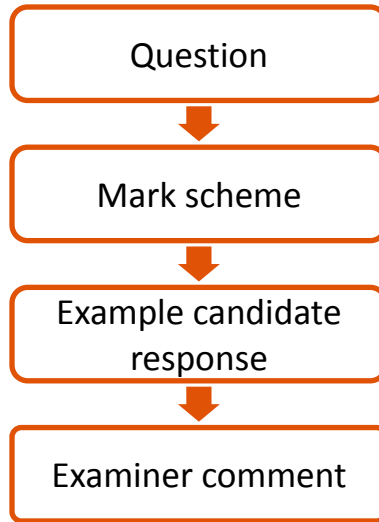 Question
Mark scheme
Example candidate
response
Examiner comment